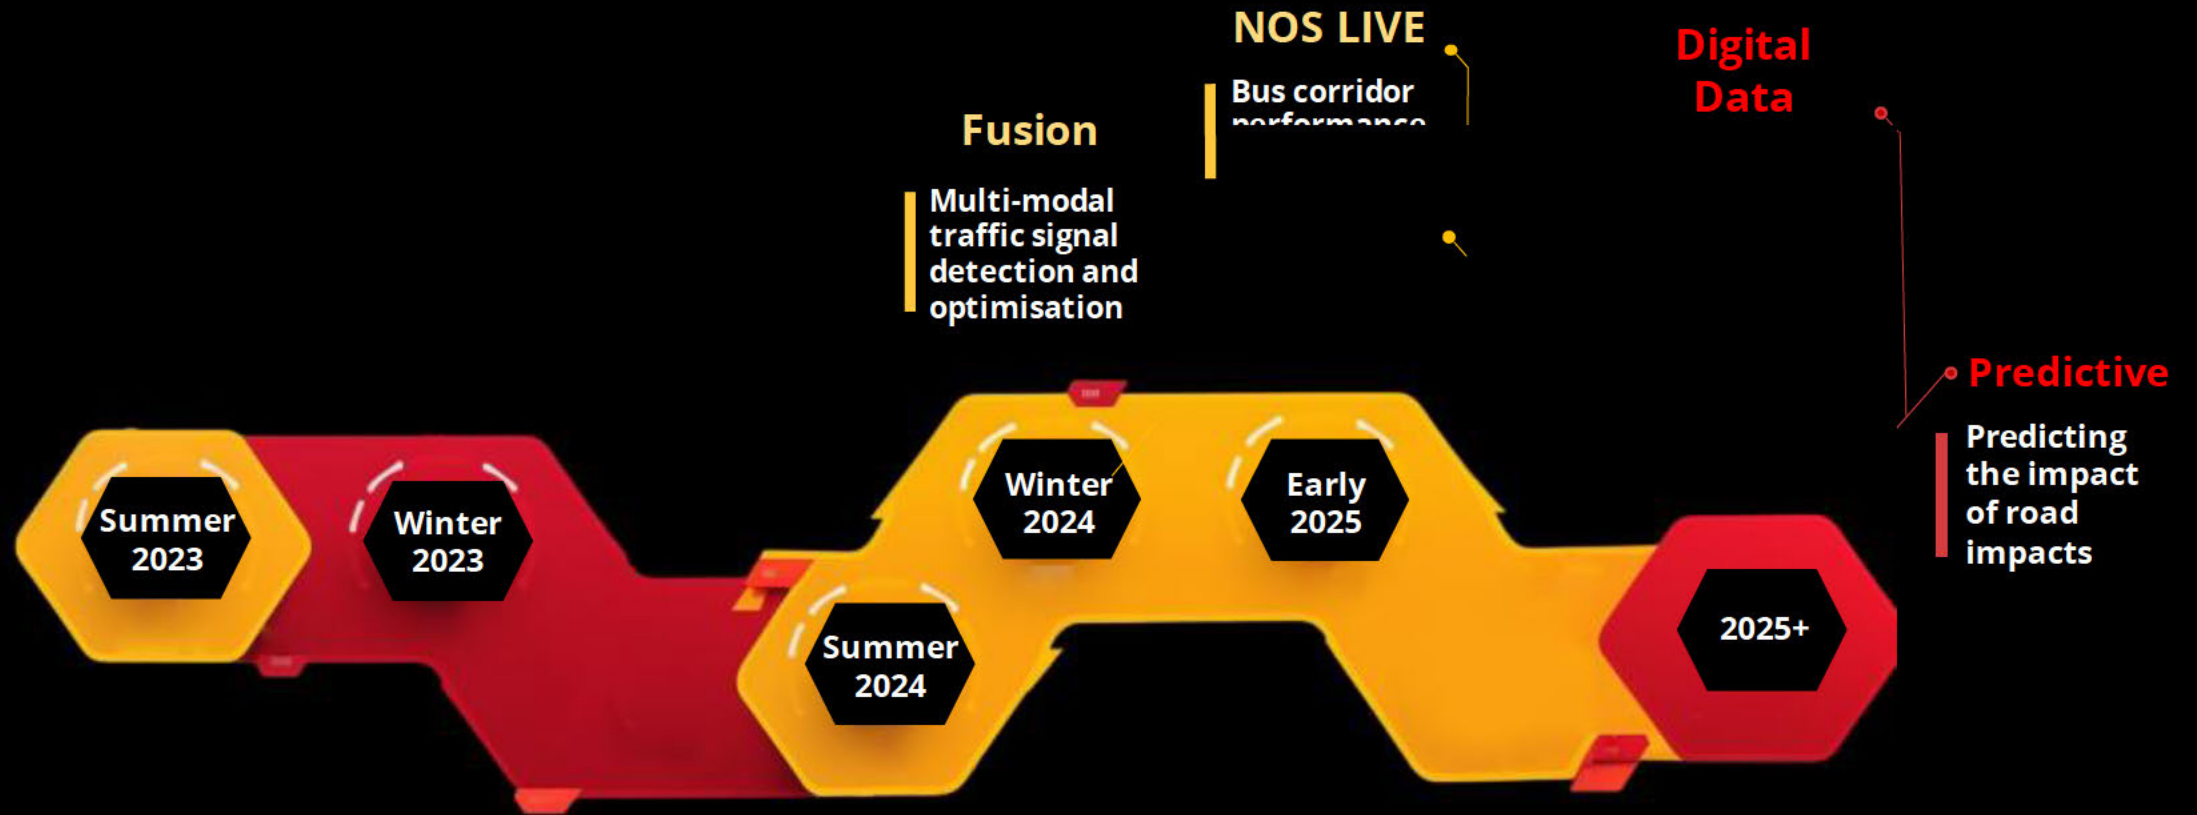 NOS LIVE
Bus corridor
performance
Digital
Data
Fusion
Multi-modal
traffic signal
detection and
optimisation
Predictive
Predicting
the impact
of road
impacts
Summer
2023
Winter
2023
Summer
2024
Winter
2024
Early
2025
2025+